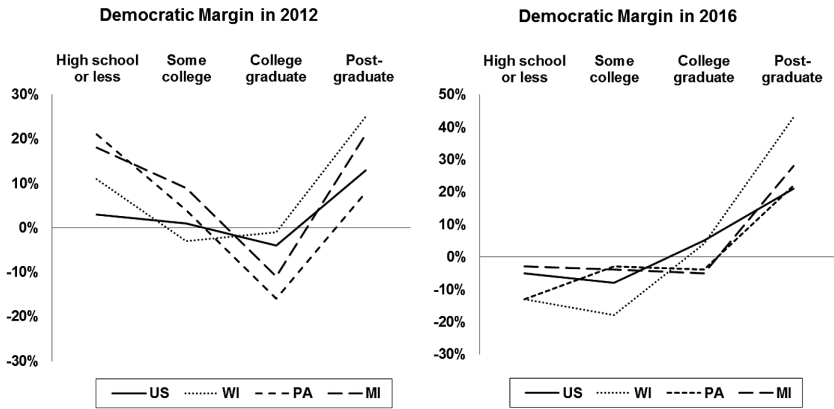 Democratic Margin in 2012
High school or less
Some college
College graduate
Post-graduate
30%
20%
10%
0%
-10%
-20%
-30%
US WI PA MI
Democratic Margin in 2016
High school or less
Some college
College graduate
Post-graduate
50%
40%
30%
20%
10%
0%
-10%
-20%
-30%
US WI PA MI